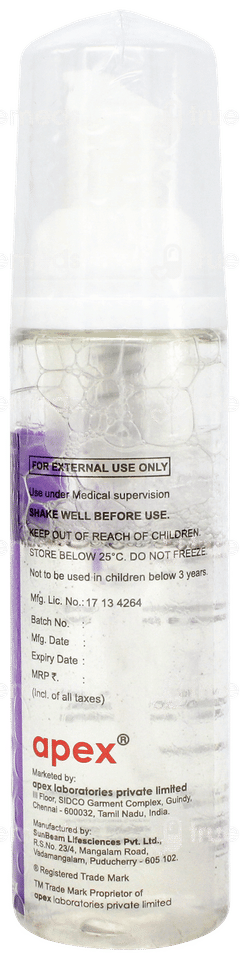 FOR EXTERNAL USE ONLY
Use under Medical supervision
SHAKE WELL BEFORE USE.
KEEP OUT OF REACH OF CHILDREN.
STORE BELOW 25°C. DO NOT FREEZE.
Not to be used in children below 3 years.
Mfg. Lic. No.: 17 13 4264
Batch No. :
Mfg. Date :
Expiry Date :
MRP ₹. :
(Incl. of all taxes)
apex®
Marketed by:
apex laboratories private limited
III Floor, SIDCO Garment Complex, Guindy,
Chennai - 600032, Tamil Nadu, India.
Manufactured by:
SunBeam Lifesciences Pvt. Ltd.,
R.S.No. 23/4, Mangalam Road,
Vadamangalam, Puducherry - 605 102.
® Registered Trade Mark
TM Trade Mark Proprietor of
apex laboratories private limited